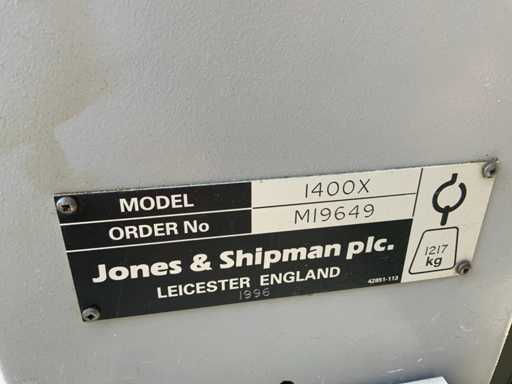 MODEL 1400X
ORDER No M19649
Jones & Shipman plc.
LEICESTER ENGLAND
1996
42851-113
1217
kg